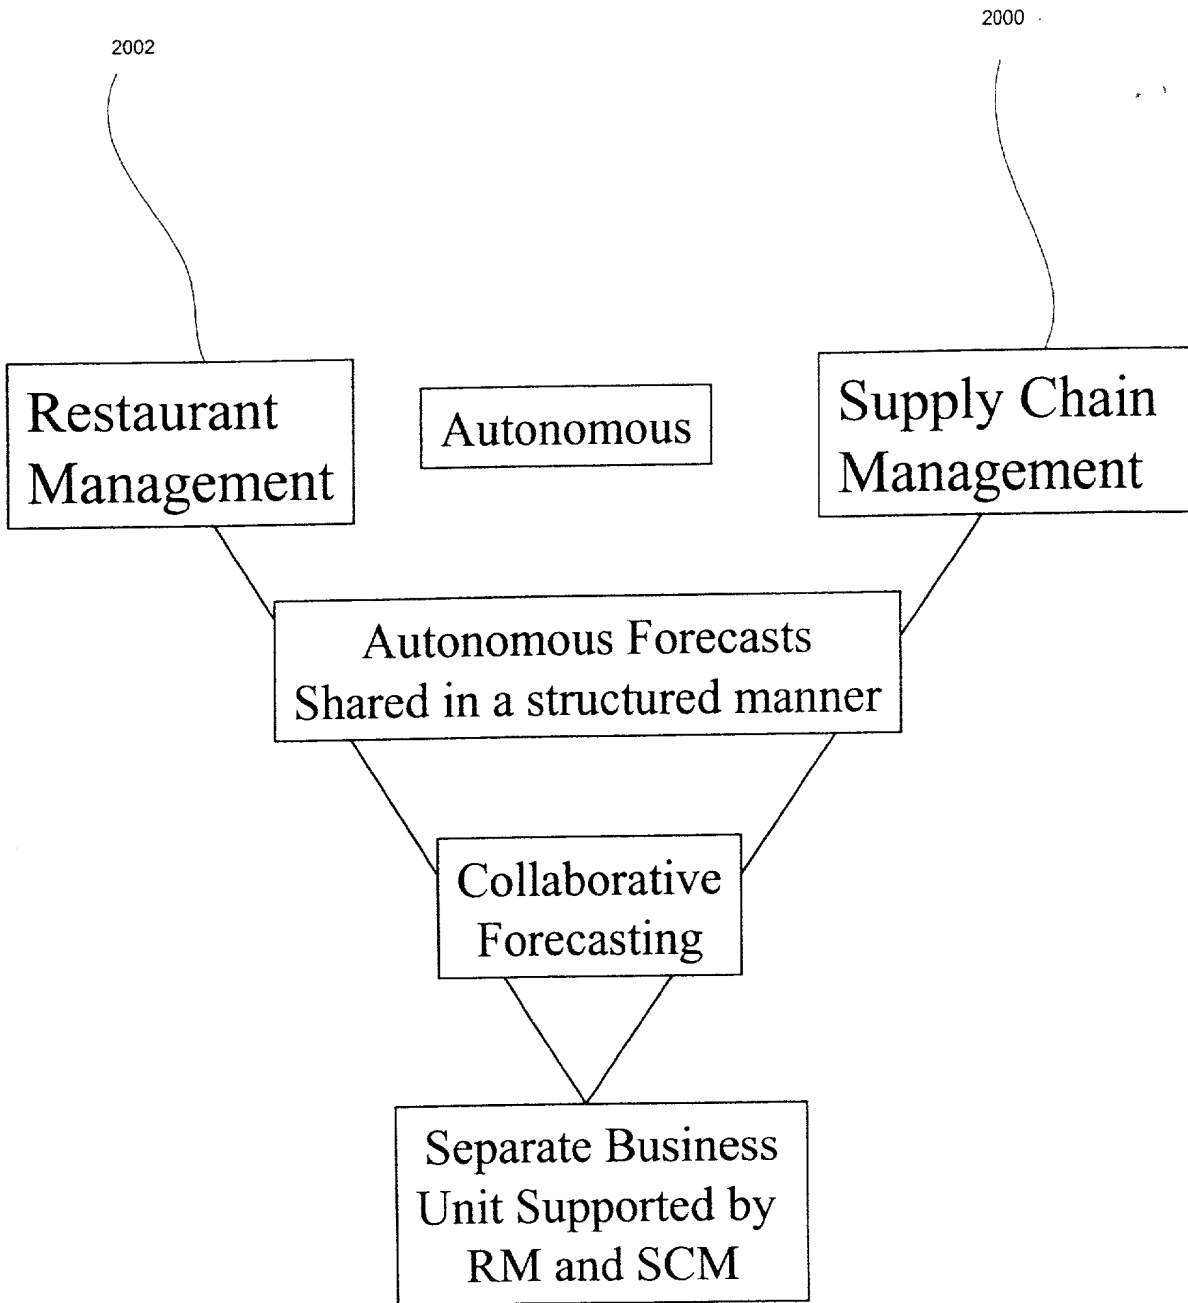 2002
2000
Restaurant
Management
Autonomous
Supply Chain
Management
Autonomous Forecasts
Shared in a structured manner
Collaborative
Forecasting
Separate Business
Unit Supported by
RM and SCM